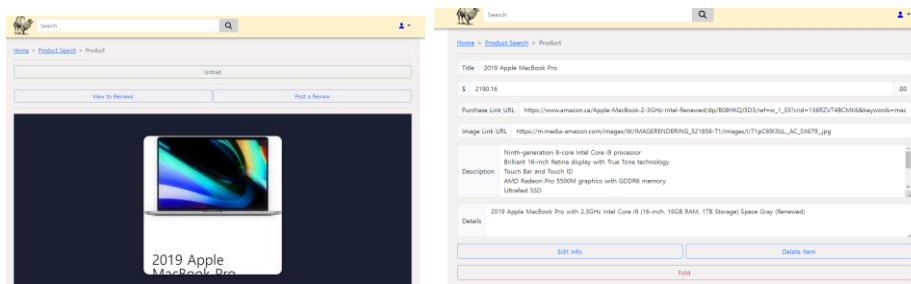 Search
Home > Product Search > Product
Unfold
View to Reviews
Post a Review
2019 Apple
MacBook Pro
Search
Home > Product Search > Product
Title 2019 Apple MacBook Pro
$ 2190.16 .00
Purchase Link URL https://www.amazon.ca/Apple-MacBook-2-3GHz-Intel-Renewed/dp/B08HKQJSD3/ref=sr_1_33?crid=136RZVT4BCMK6&keywords=mac
Image Link URL https://m.media-amazon.com/images/W/IMAGERENDERING_521856-T1/images/I/71pC69I3lzL._AC_SX679_.jpg
Description
Ninth-generation 8-core Intel Core i9 processor
Brilliant 16-inch Retina display with True Tone technology
Touch Bar and Touch ID
AMD Radeon Pro 5500M graphics with GDDR6 memory
Ultrafast SSD
Details 2019 Apple MacBook Pro with 2.3GHz Intel Core i9 (16-inch, 16GB RAM, 1TB Storage) Space Gray (Renewed)
Edit Info
Delete Item
Fold